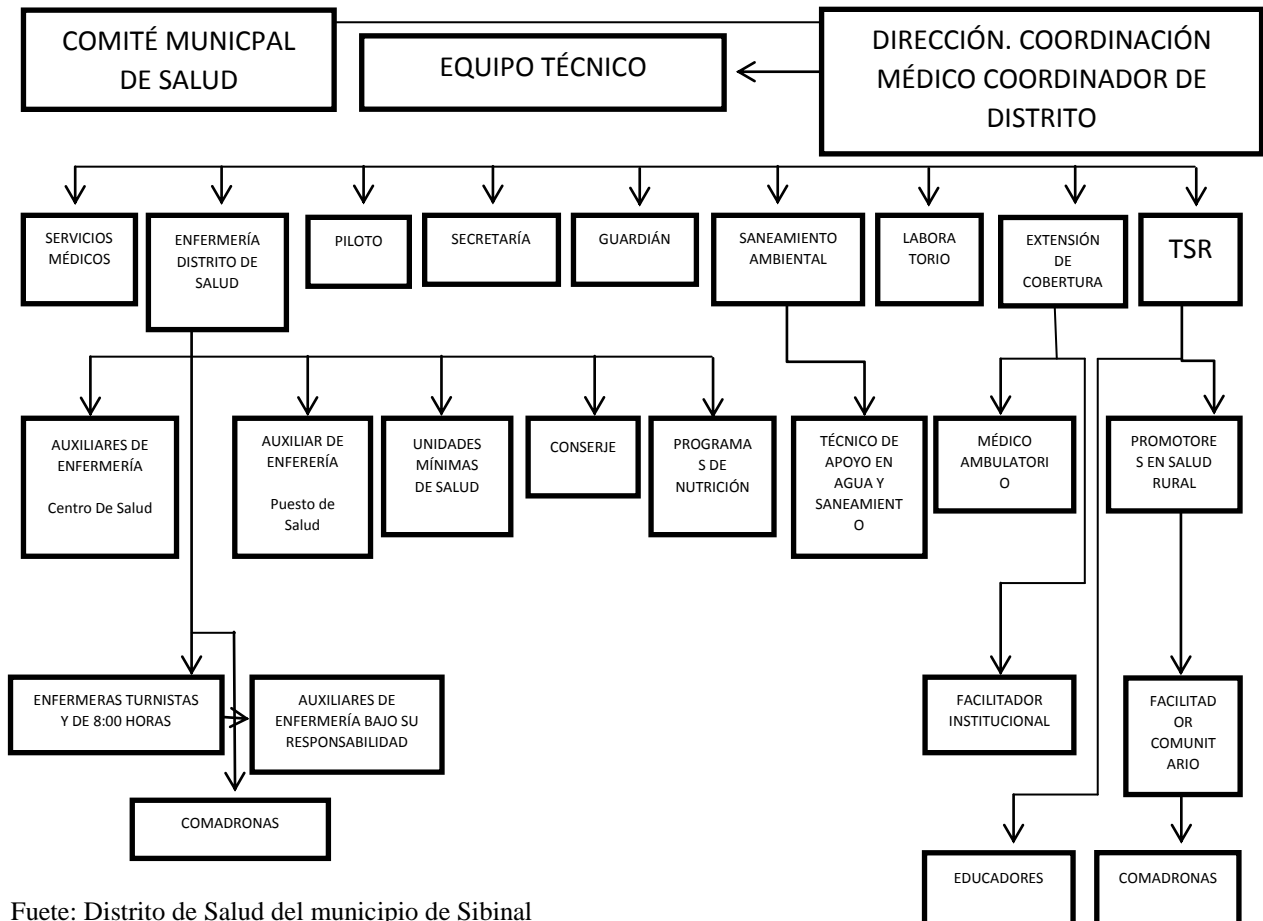 COMITÉ MUNICPAL
DE SALUD
EQUIPO TÉCNICO
DIRECCIÓN. COORDINACIÓN
MÉDICO COORDINADOR DE
DISTRITO
SERVICIOS
MÉDICOS
ENFERMERÍA
DISTRITO DE
SALUD
PILOTO
SECRETARÍA
GUARDIÁN
SANEAMIENTO
AMBIENTAL
LABORA
TORIO
EXTENSIÓN
DE
COBERTURA
TSR
AUXILIARES DE
ENFERMERÍA
Centro De Salud
AUXILIAR DE
ENFERERÍA
Puesto de
Salud
UNIDADES
MÍNIMAS
DE SALUD
CONSERJE
PROGRAMA
S DE
NUTRICIÓN
TÉCNICO DE
APOYO EN
AGUA Y
SANEAMIENT
O
MÉDICO
AMBULATORI
O
PROMOTORE
S EN SALUD
RURAL
ENFERMERAS TURNISTAS
Y DE 8:00 HORAS
AUXILIARES DE
ENFERMERÍA BAJO SU
RESPONSABILIDAD
FACILITADOR
INSTITUCIONAL
FACILITAD
OR
COMUNIT
ARIO
COMADRONAS
EDUCADORES
COMADRONAS
Fuete: Distrito de Salud del municipio de Sibinal